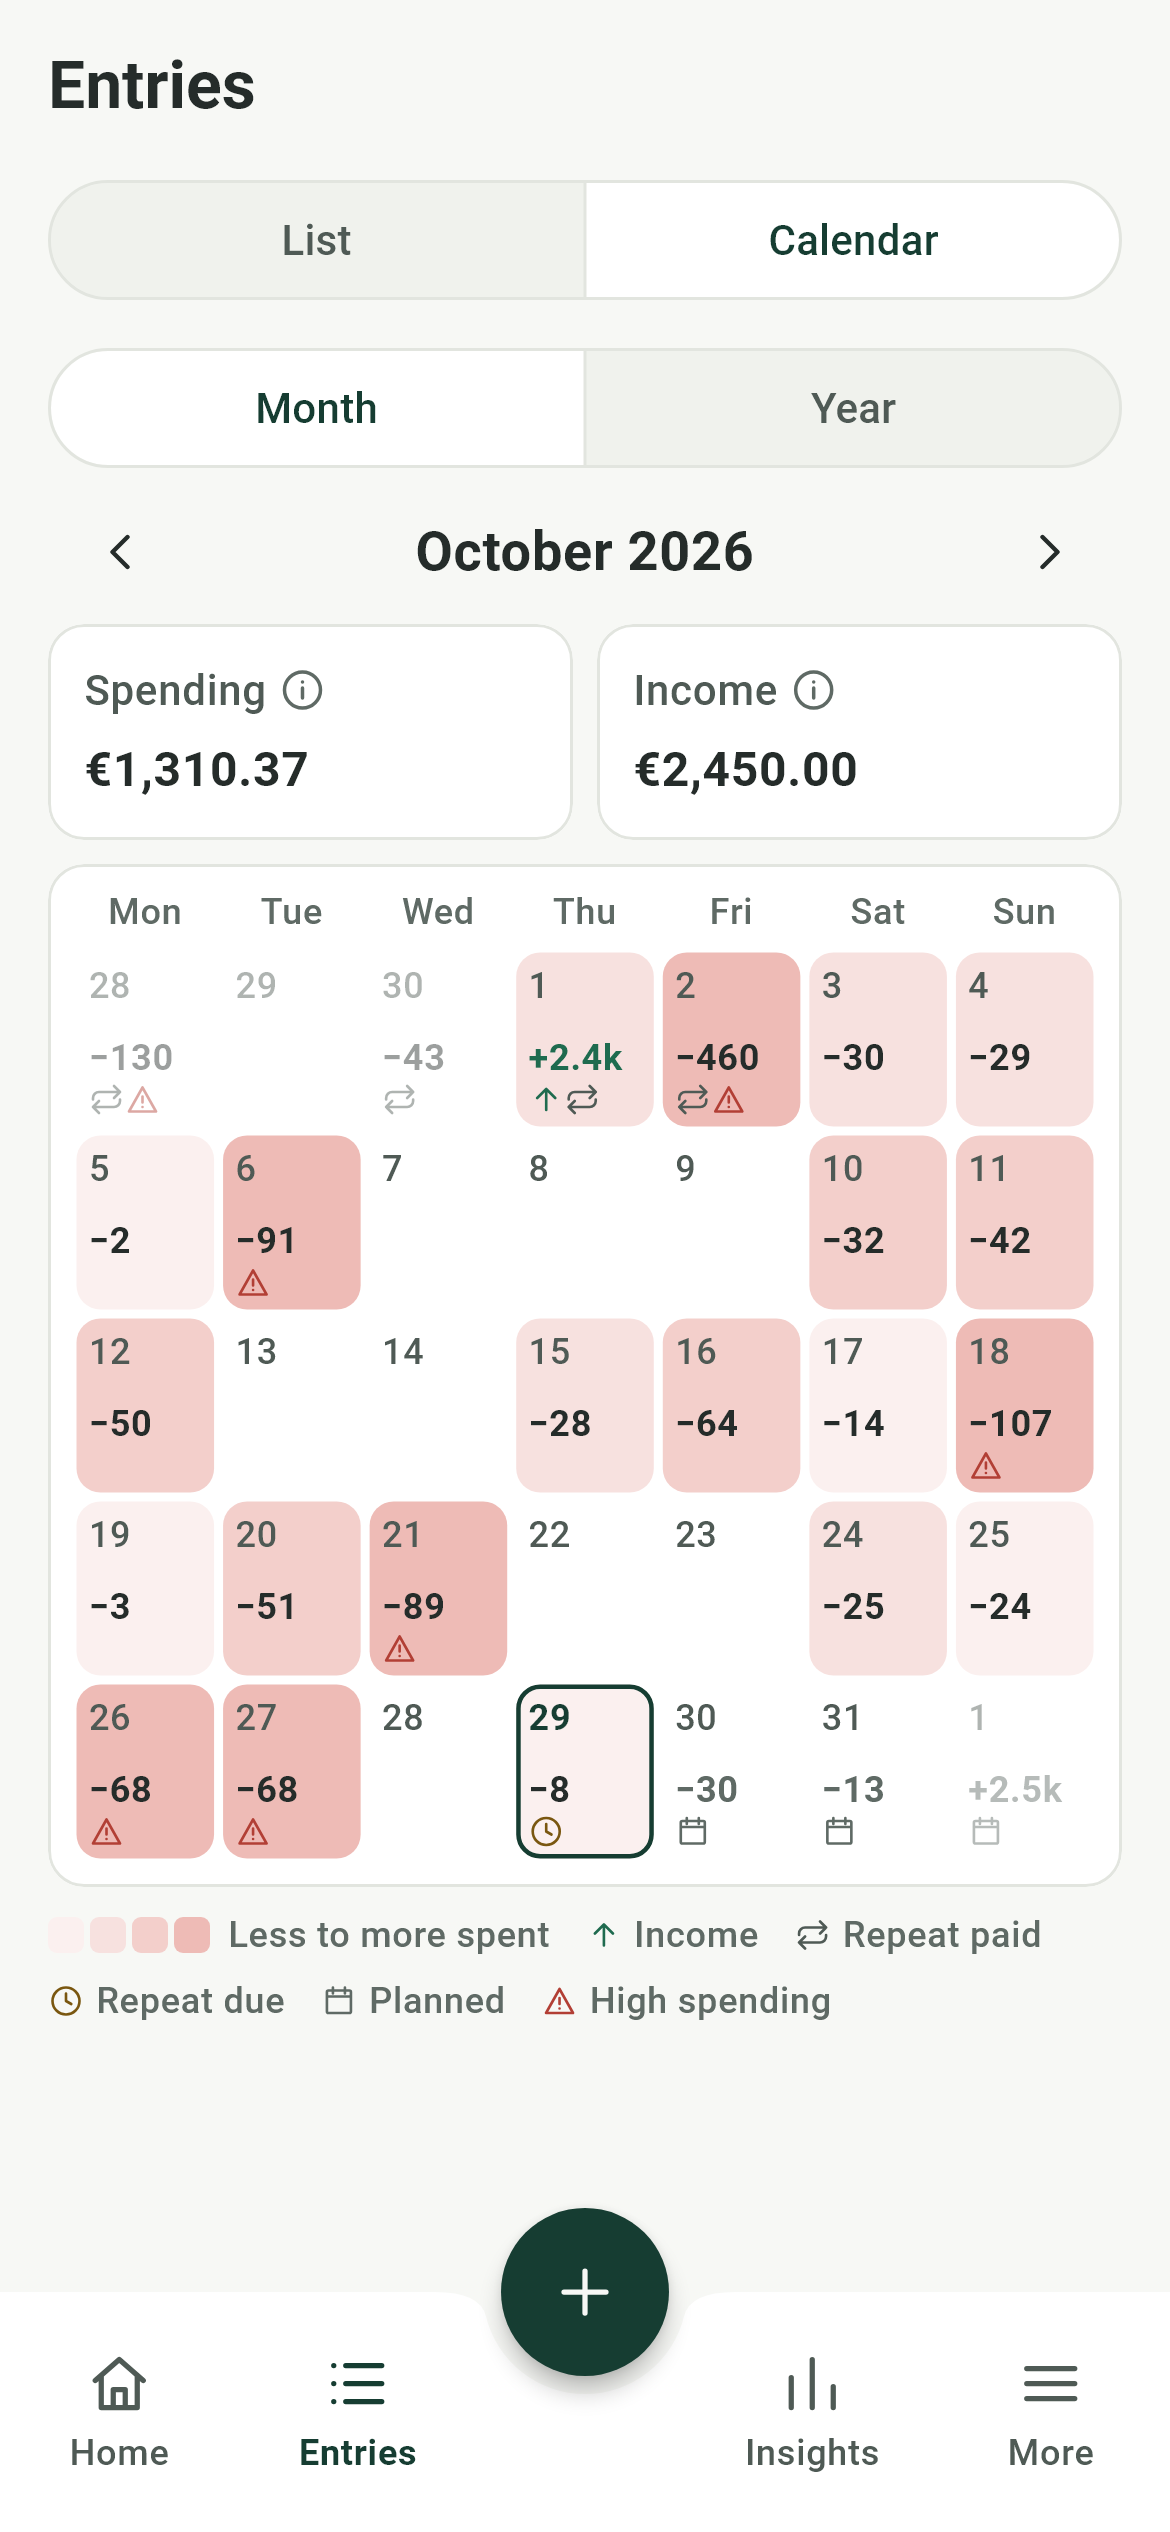 Entries
List Calendar
Month Year
October 2026
Spending Income
€1,310.37 €2,450.00
Mon Tue Wed Thu Fri Sat Sun
28 29 30 1 2 3 4
−130 −43 +2.4k −460 −30 −29
5 6 7 8 9 10 11
−2 −91 −32 −42
12 13 14 15 16 17 18
−50 −28 −64 −14 −107
19 20 21 22 23 24 25
−3 −51 −89 −25 −24
26 27 28 29 30 31 1
−68 −68 −8 −30 −13 +2.5k
Less to more spent Income Repeat paid
Repeat due Planned High spending
Home Entries Insights More